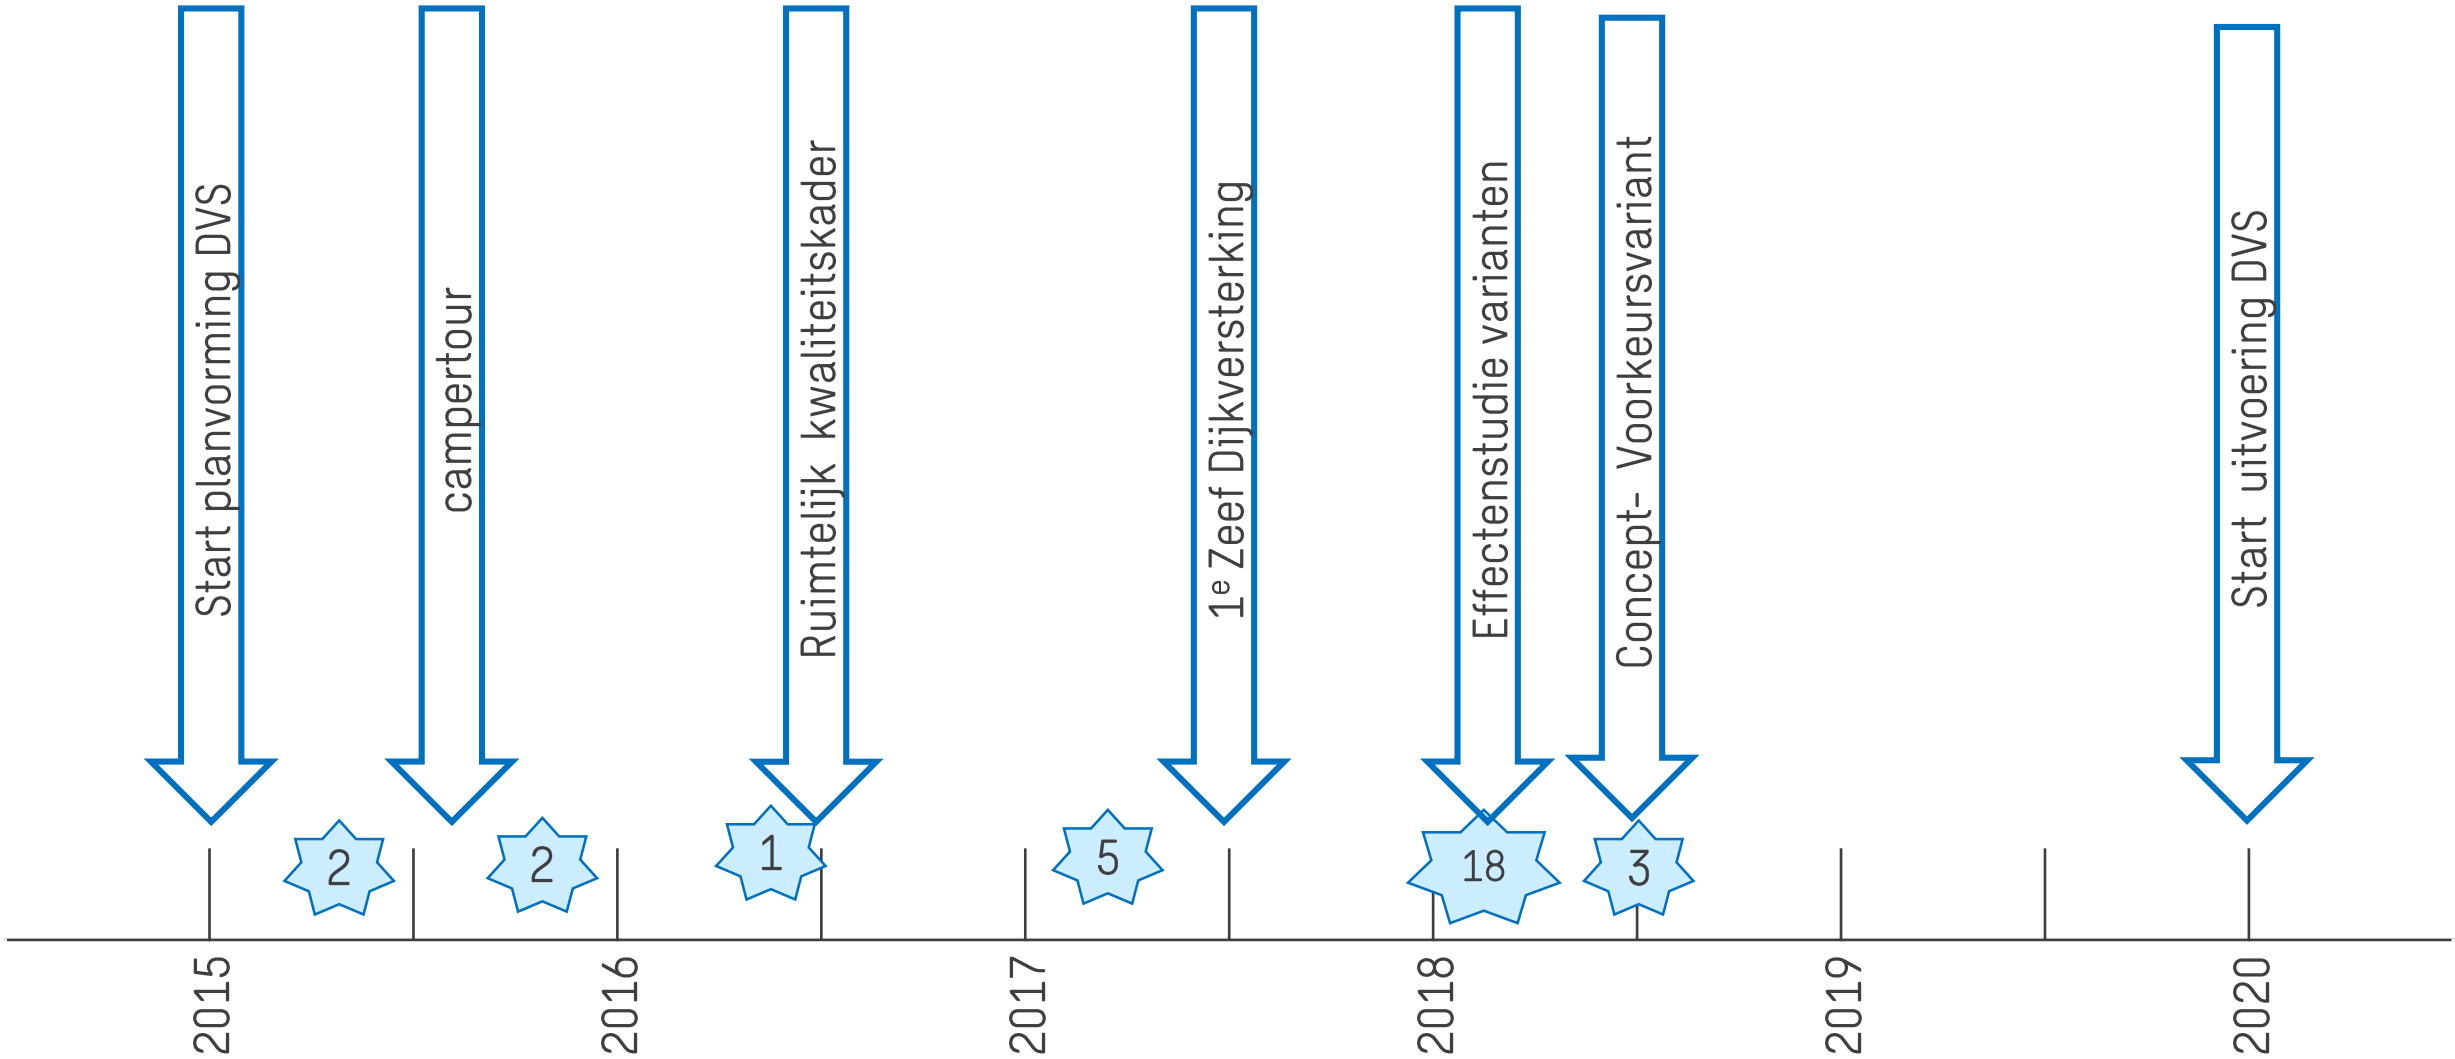 Start planvorming DVS
campertour
Ruimtelijk kwaliteitskader
1e Zeef Dijkversterking
Effectenstudie varianten
Concept- Voorkeursvariant
Start uitvoering DVS
2
2
1
5
18
3
2015
2016
2017
2018
2019
2020